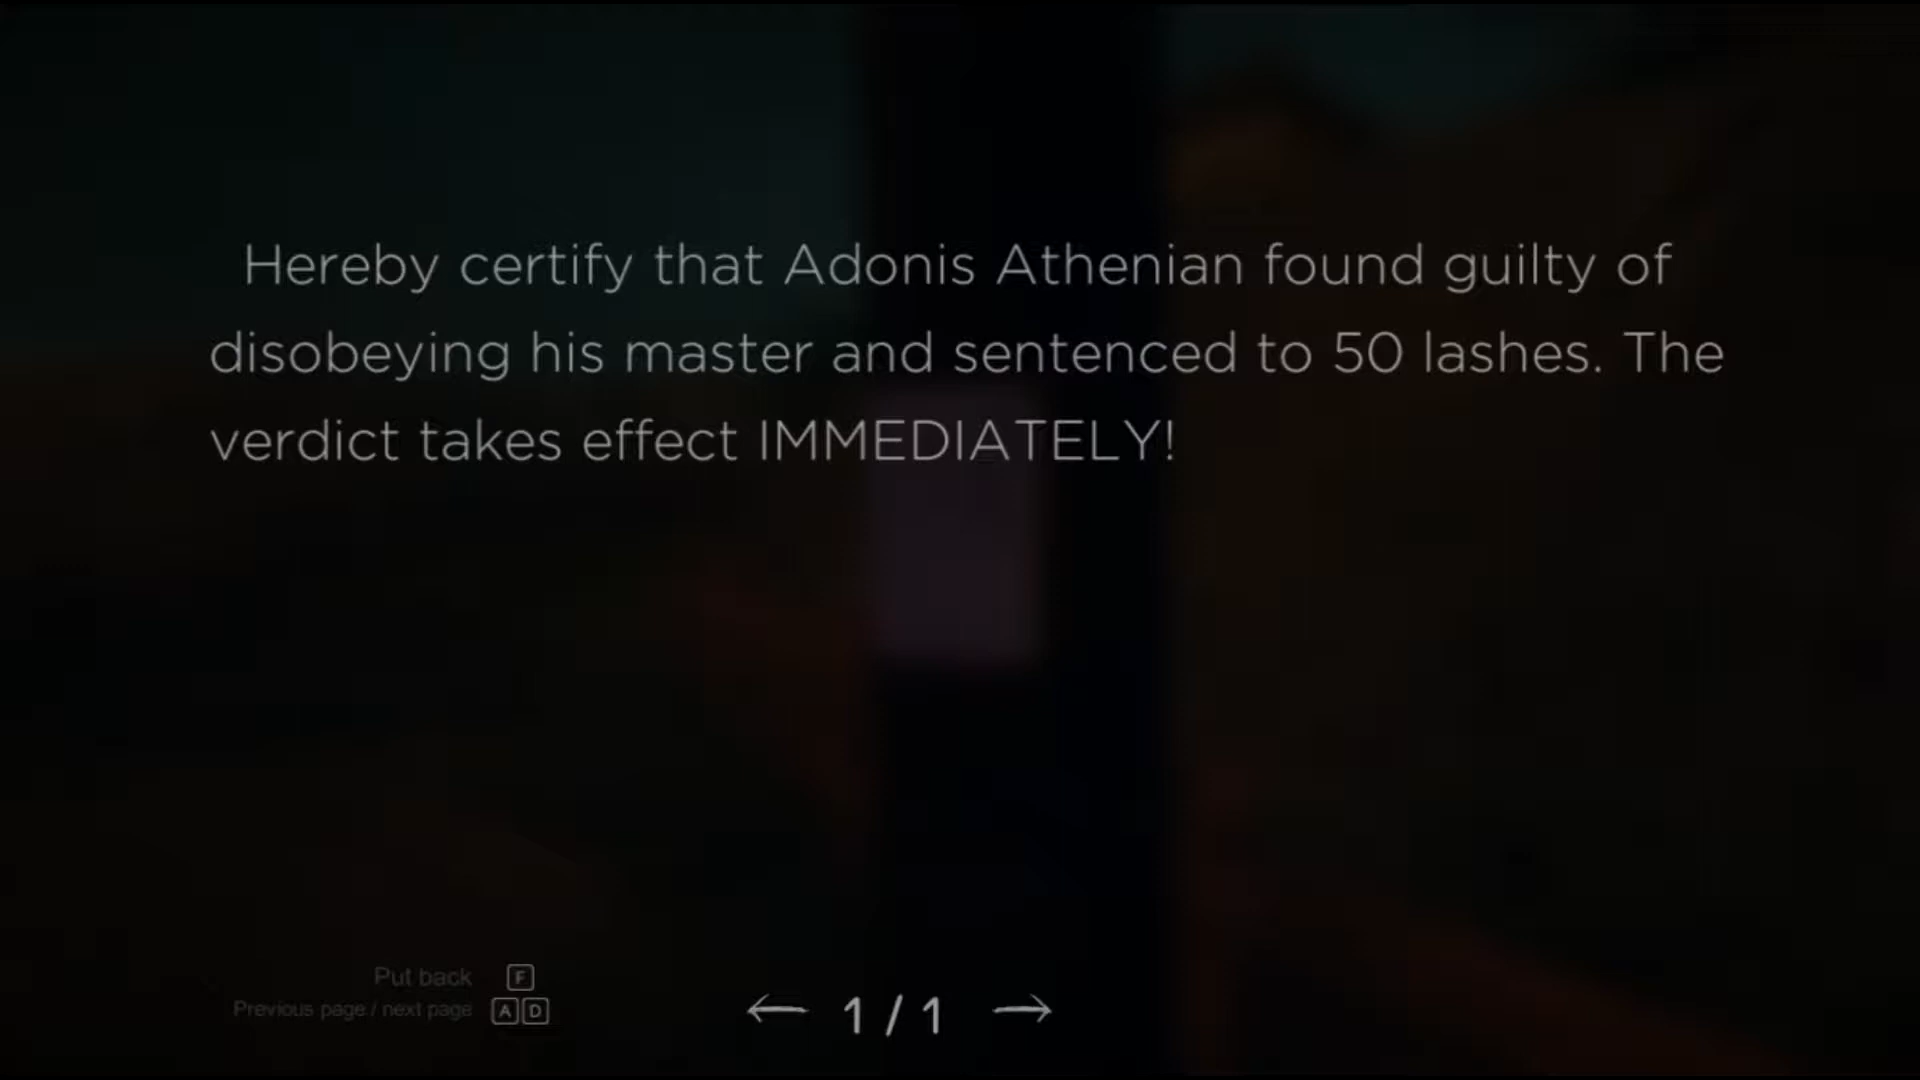 Hereby certify that Adonis Athenian found guilty of
disobeying his master and sentenced to 50 lashes. The
verdict takes effect IMMEDIATELY!
Put back F
Previous page / next page A D
← 1 / 1 →